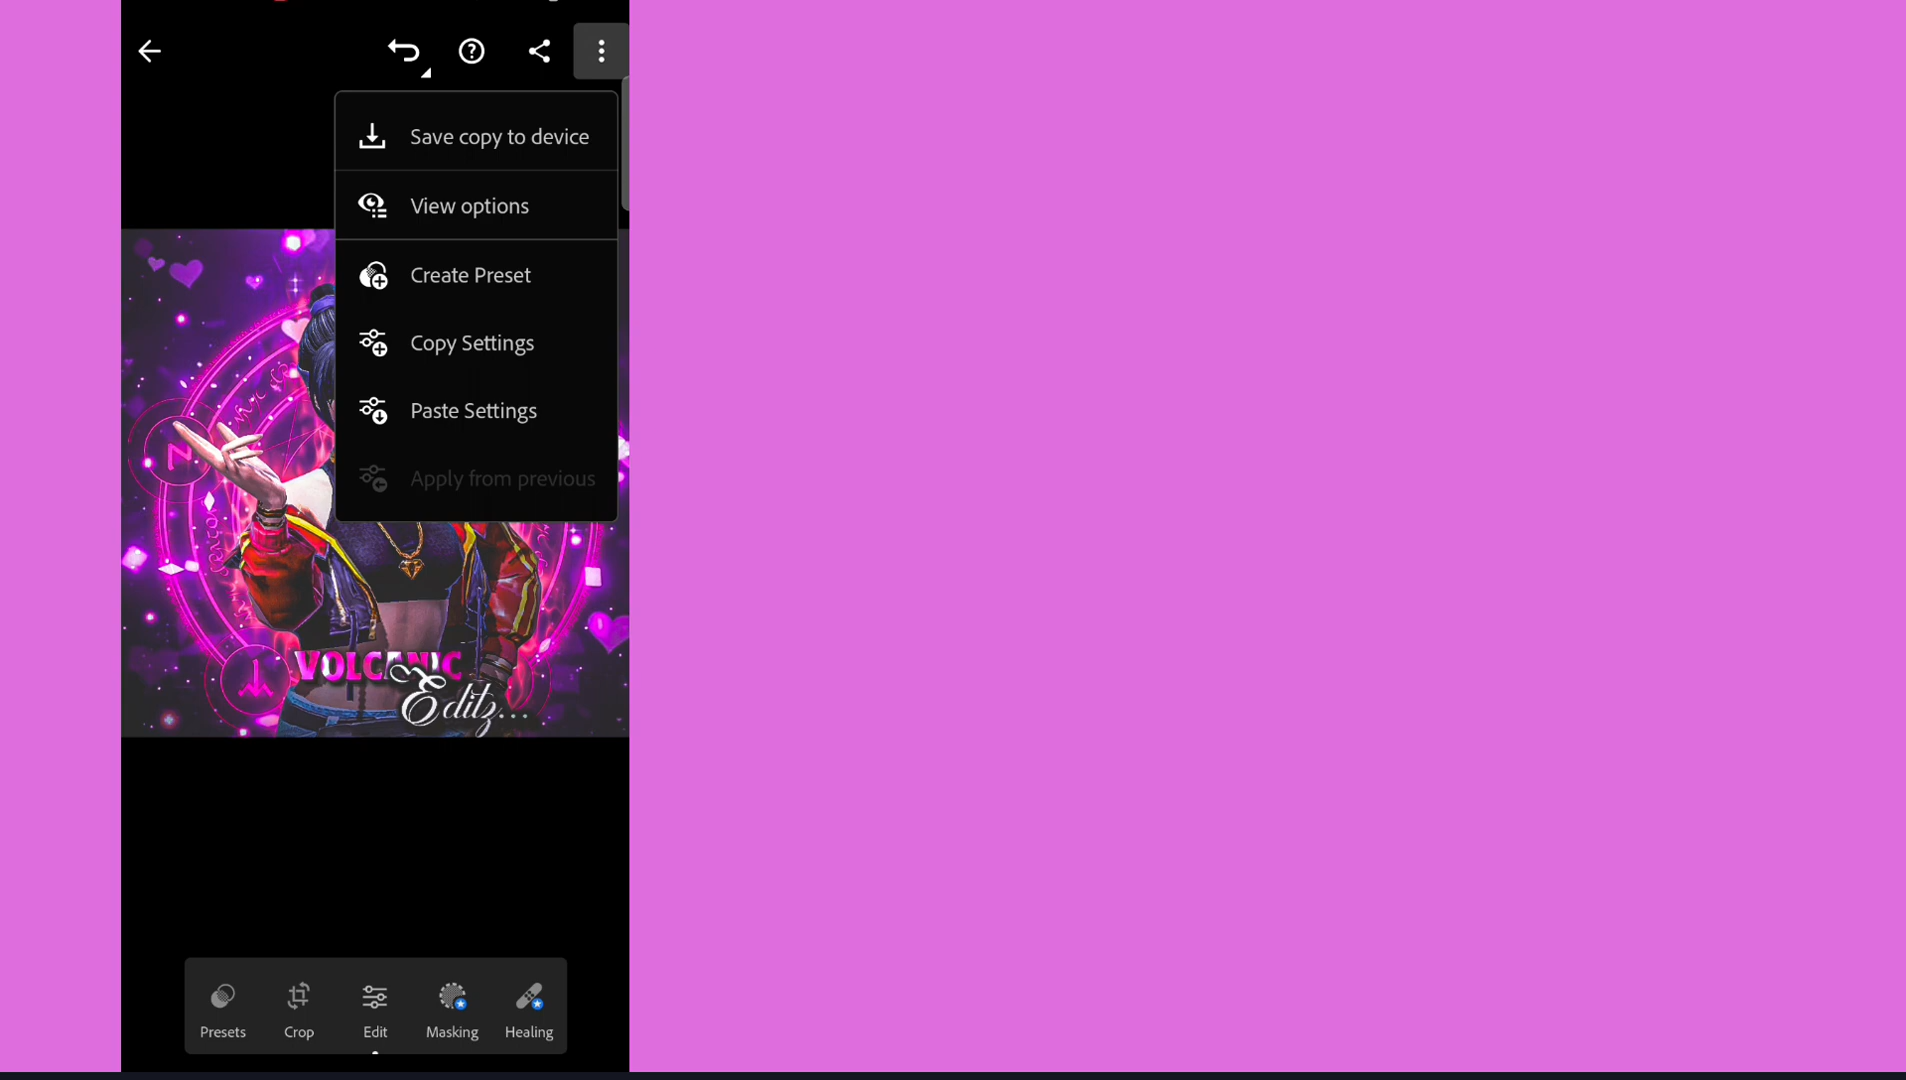 Save copy to device
View options
Create Preset
Copy Settings
Paste Settings
Apply from previous
VOLCANIC
Editz...
Presets Crop Edit Masking Healing